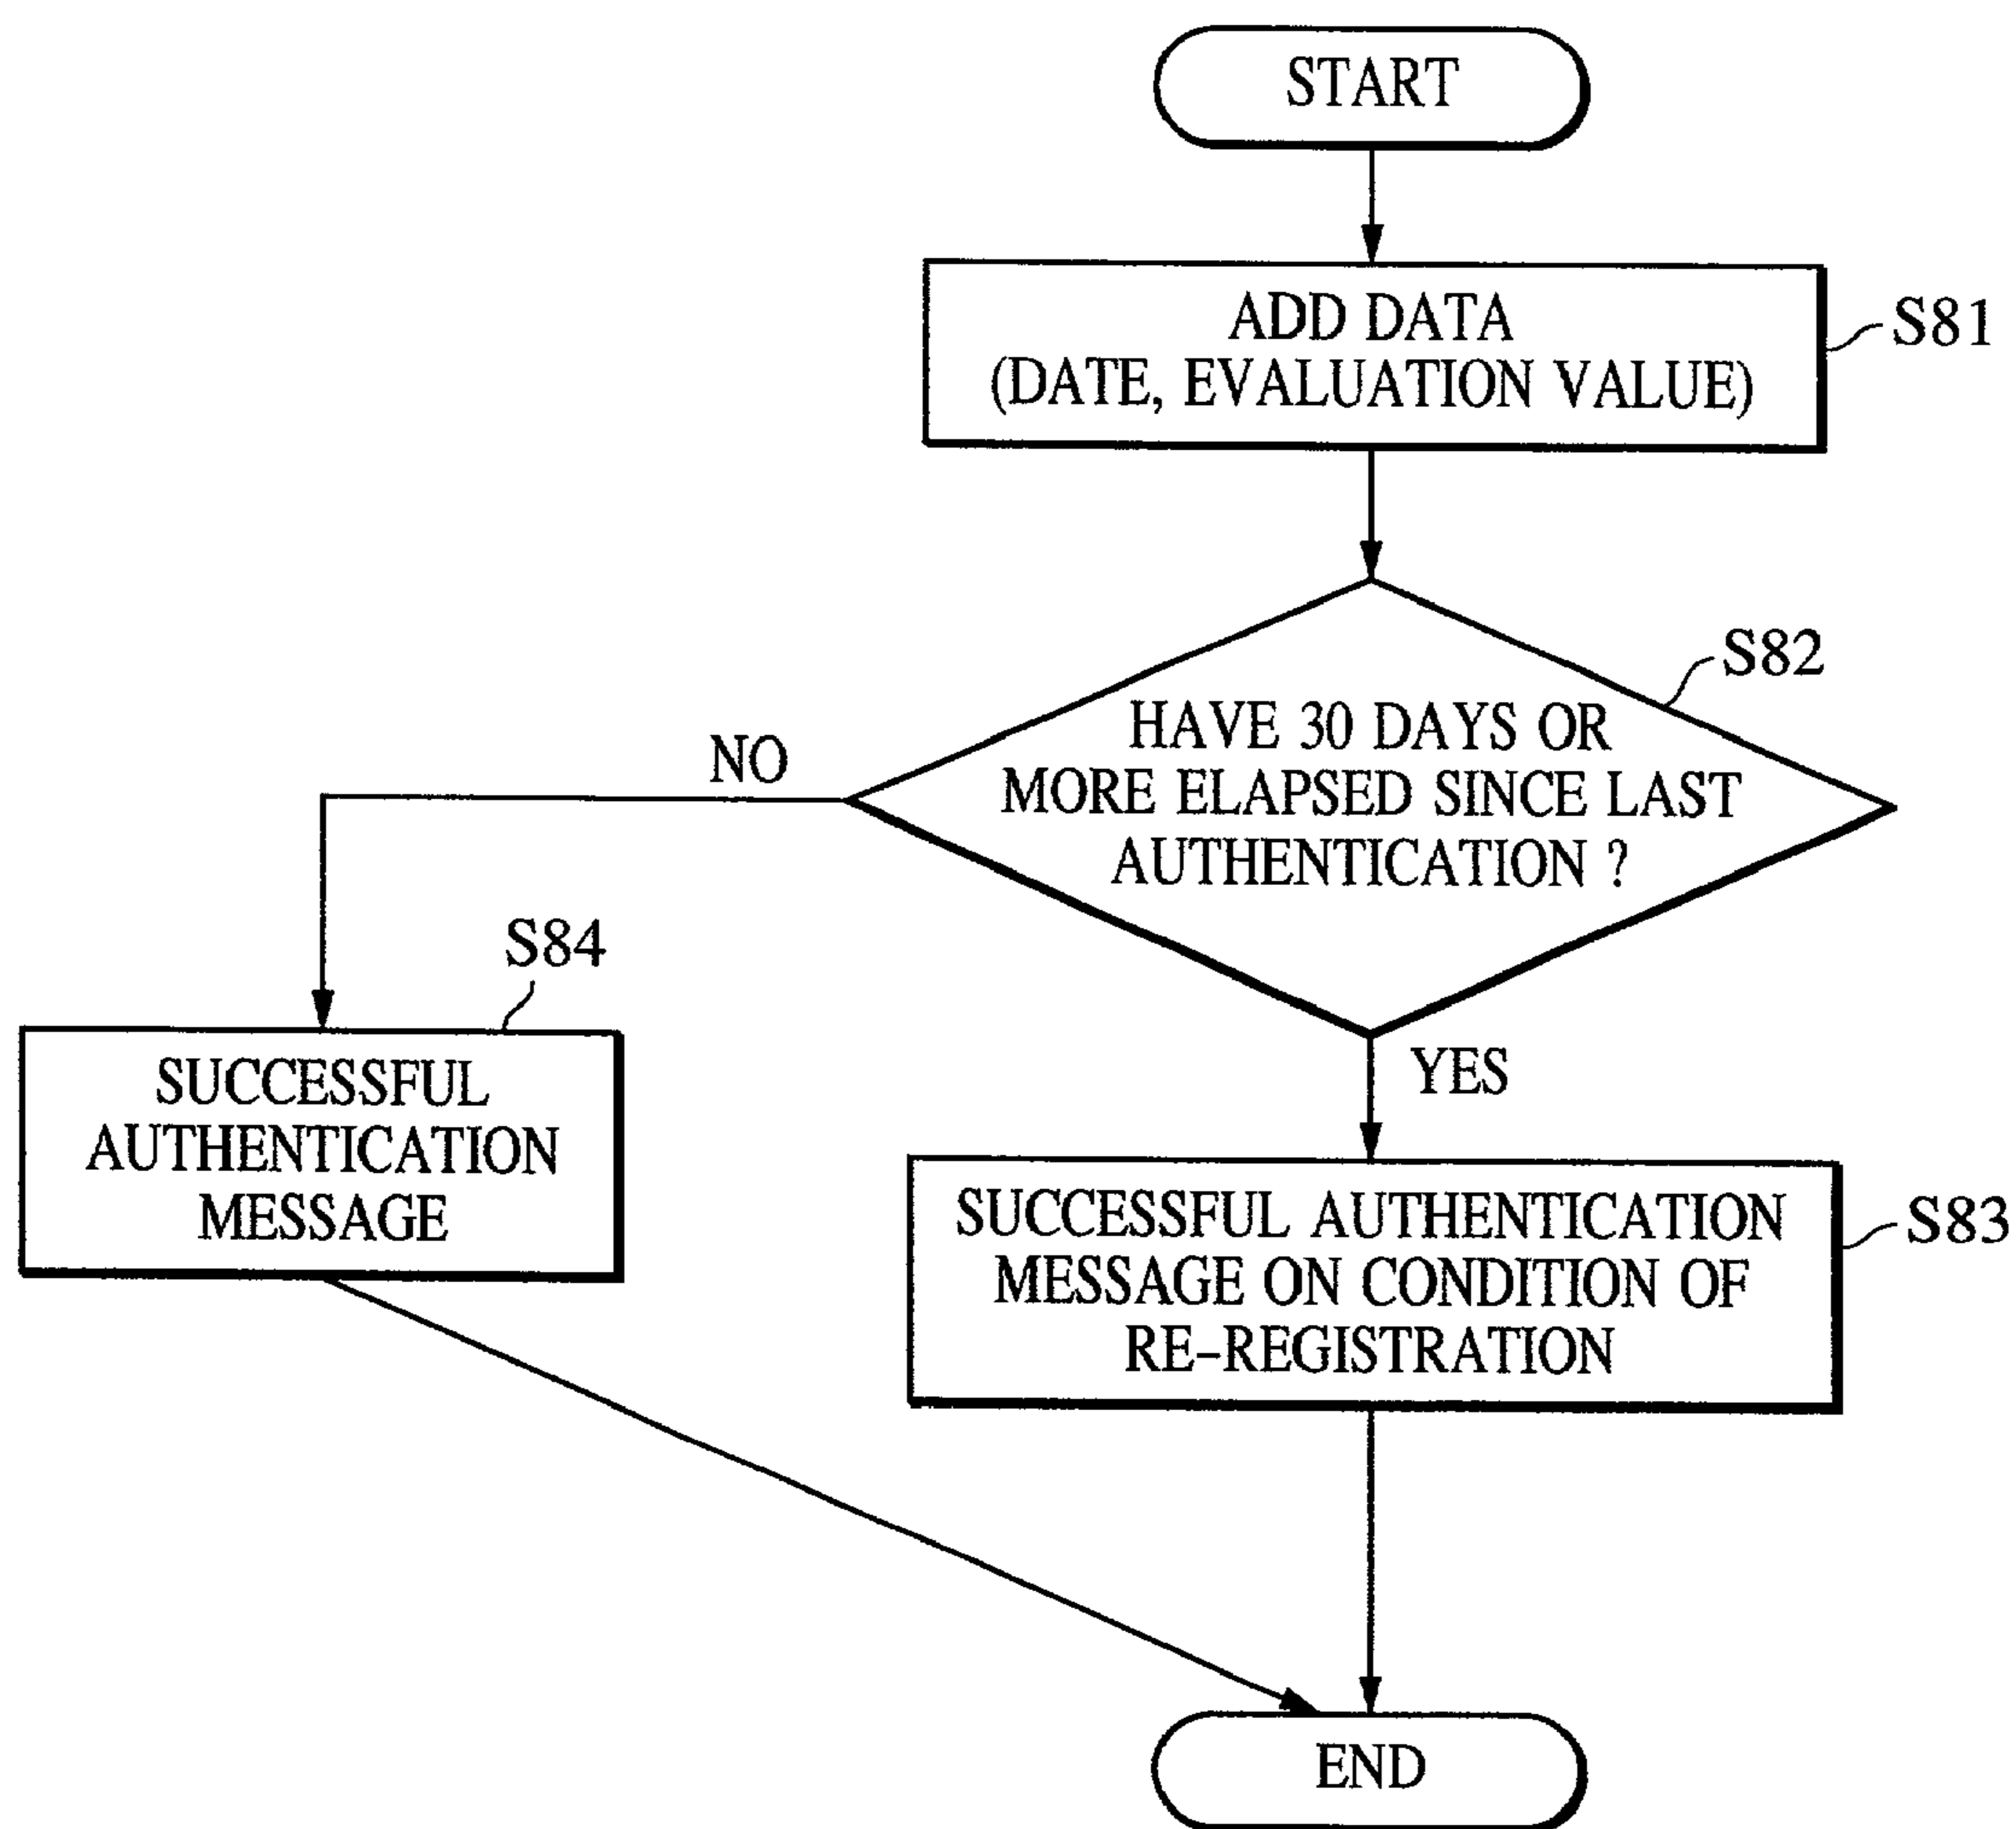 START
ADD DATA
(DATE, EVALUATION VALUE)
S81
S82
HAVE 30 DAYS OR
MORE ELAPSED SINCE LAST
AUTHENTICATION ?
NO
YES
S84
SUCCESSFUL
AUTHENTICATION
MESSAGE
SUCCESSFUL AUTHENTICATION
MESSAGE ON CONDITION OF
RE-REGISTRATION
S83
END